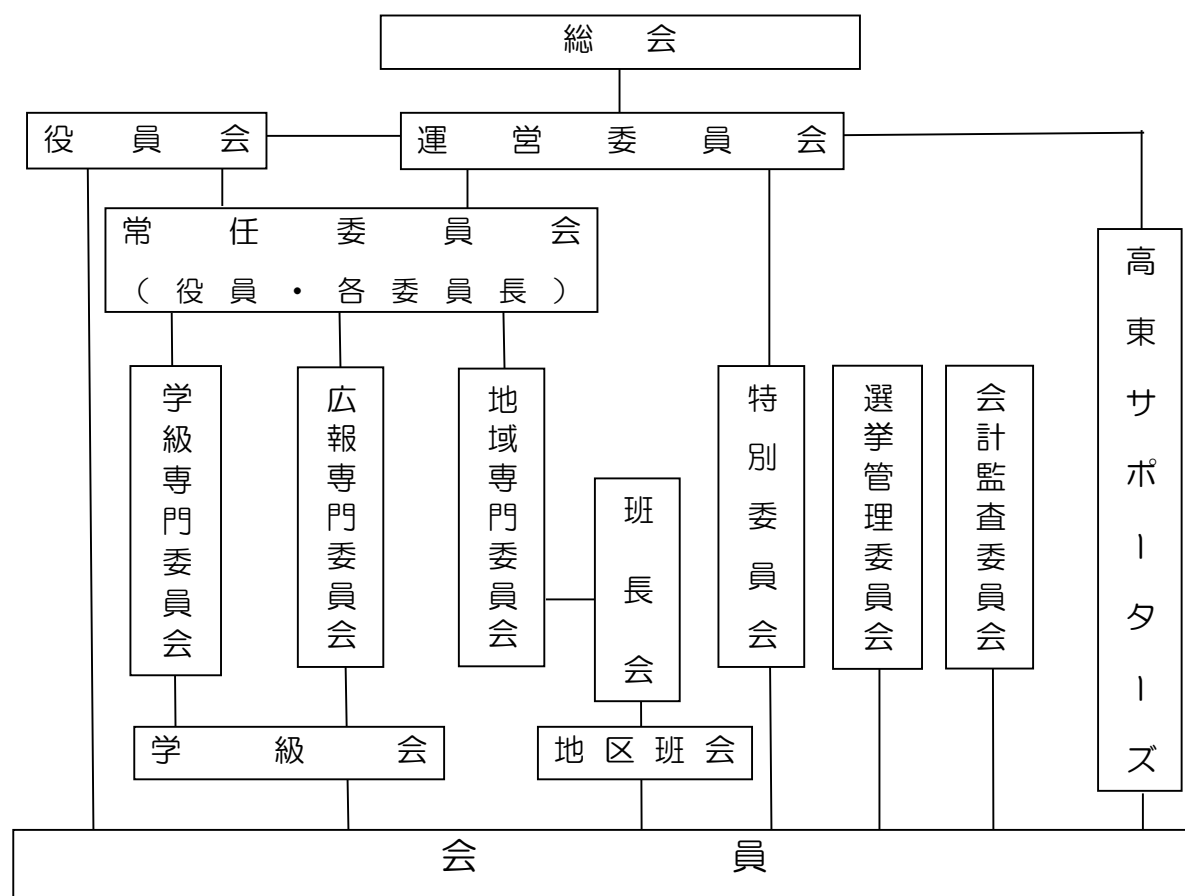 総会
役員会
運営委員会
常任委員会
(役員・各委員長)
学級専門委員会
広報専門委員会
地域専門委員会
班長会
特別委員会
選挙管理委員会
会計監査委員会
高東サポーターズ
学級会
地区班会
会員